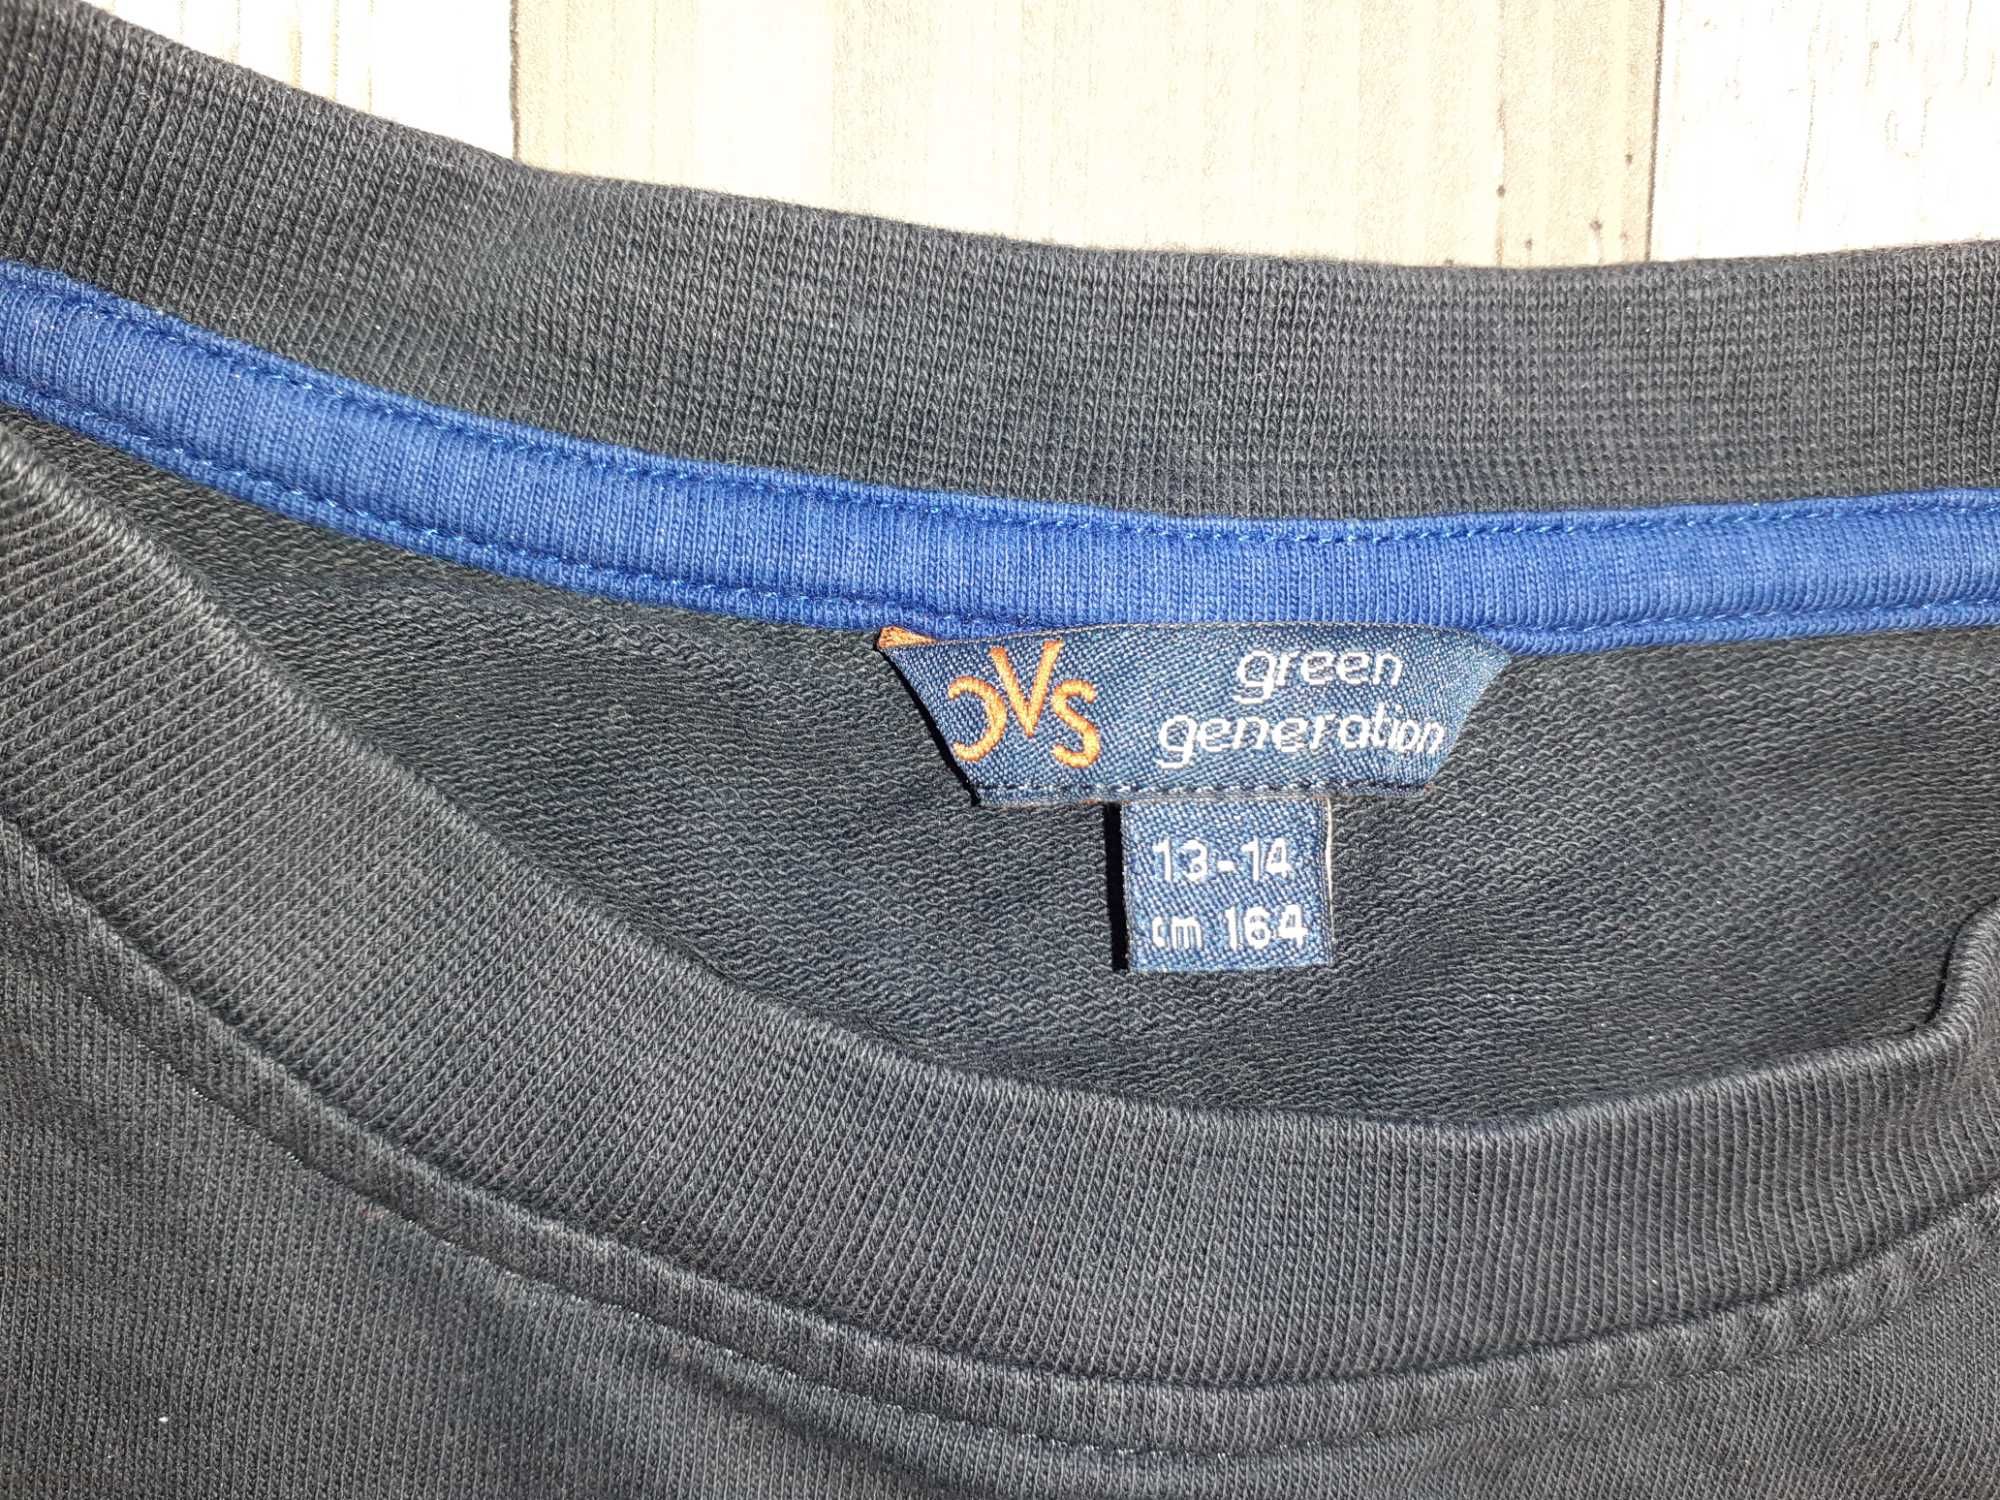 OVS
green
generation
13-14
cm 164